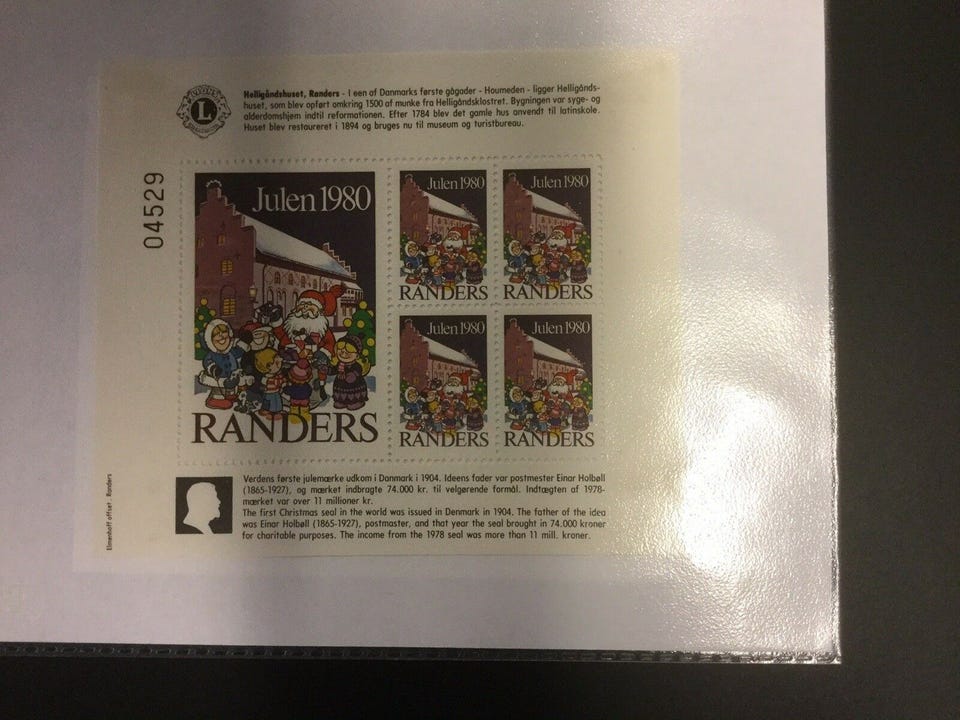 Helligåndshuset, Randers - I een af Danmarks første gågader - Houmeden - ligger Helligånds-
huset, som blev opført omkring 1500 af munke fra Helligåndsklostret. Bygningen var syge- og
alderdomshjem indtil reformationen. Efter 1784 blev det gamle hus anvendt til latinskole.
Huset blev restaureret i 1894 og bruges nu til museum og turistbureau.
L
04529
Julen 1980
RANDERS
Julen 1980
RANDERS
Julen 1980
RANDERS
Julen 1980
RANDERS
Julen 1980
RANDERS
Verdens første julemærke udkom i Danmark i 1904. Ideens fader var postmester Einar Holbøll
(1865-1927), og mærket indbragte 74.000 kr. til velgørende formål. Indtægten af 1978-
mærket var over 11 millioner kr.
The first Christmas seal in the world was issued in Denmark in 1904. The father of the idea
was Einar Holbøll (1865-1927), postmaster, and that year the seal brought in 74.000 kroner
for charitable purposes. The income from the 1978 seal was more than 11 mill. kroner.
Elmenhoff offset - Randers